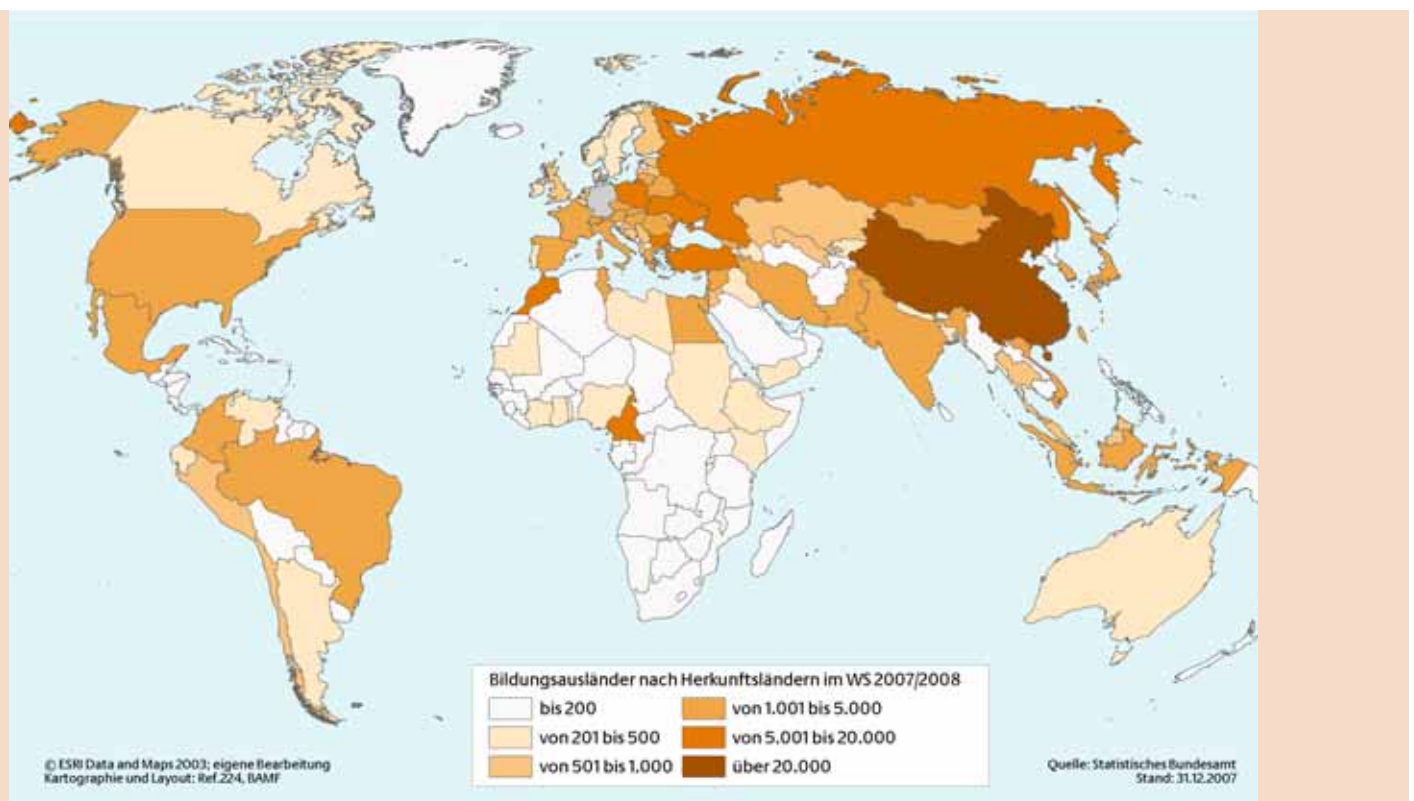 Bildungsausländer nach Herkunftsländern im WS 2007/2008
bis 200
von 1.001 bis 5.000
von 201 bis 500
von 5.001 bis 20.000
von 501 bis 1.000
über 20.000
© ESRI Data and Maps 2003; eigene Bearbeitung
Kartographie und Layout: Ref.224, BAMF
Quelle: Statistisches Bundesamt
Stand: 31.12.2007